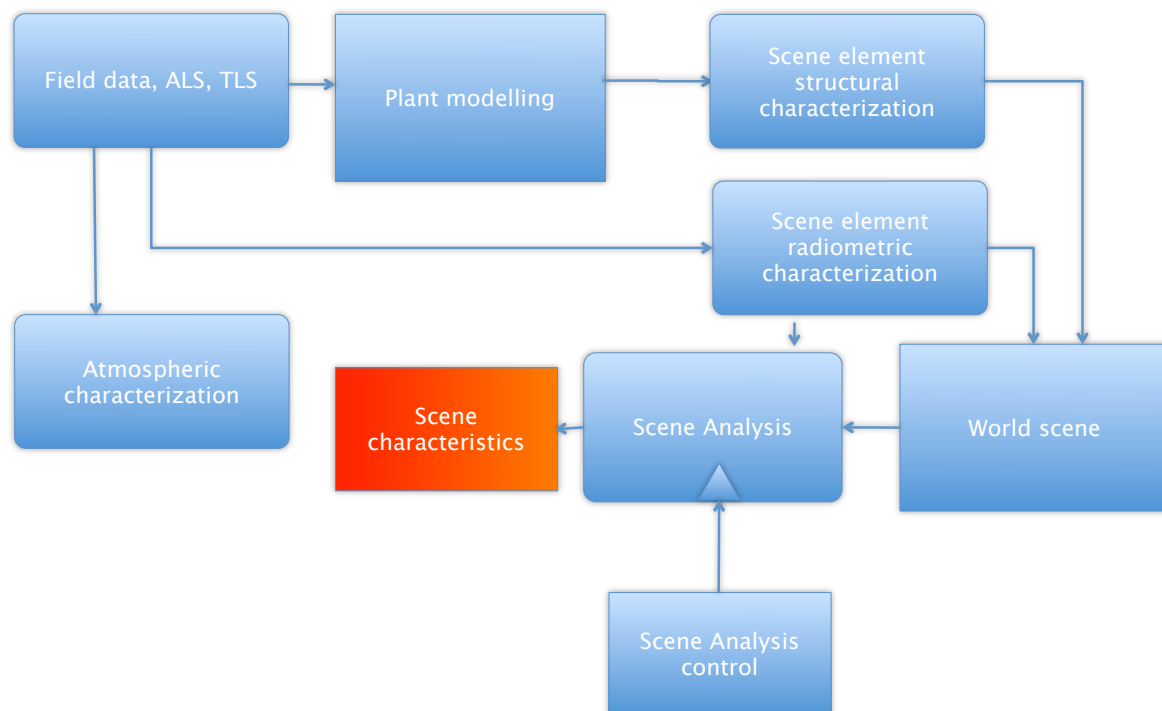 Field data, ALS, TLS
Plant modelling
Scene element
structural
characterization
Scene element
radiometric
characterization
Atmospheric
characterization
Scene
characteristics
Scene Analysis
World scene
Scene Analysis
control